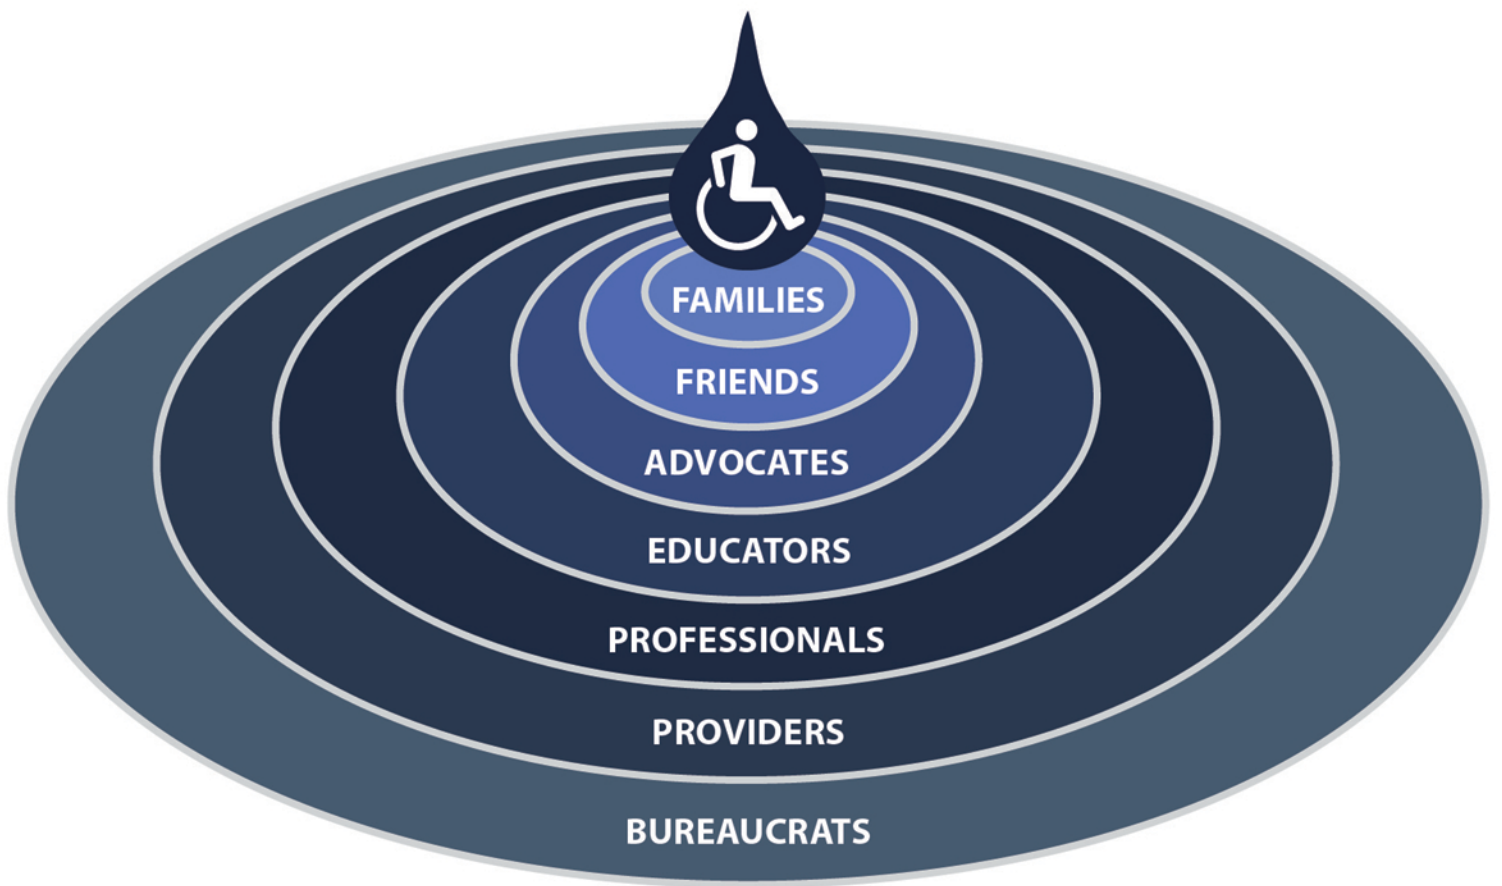 FAMILIES
FRIENDS
ADVOCATES
EDUCATORS
PROFESSIONALS
PROVIDERS
BUREAUCRATS